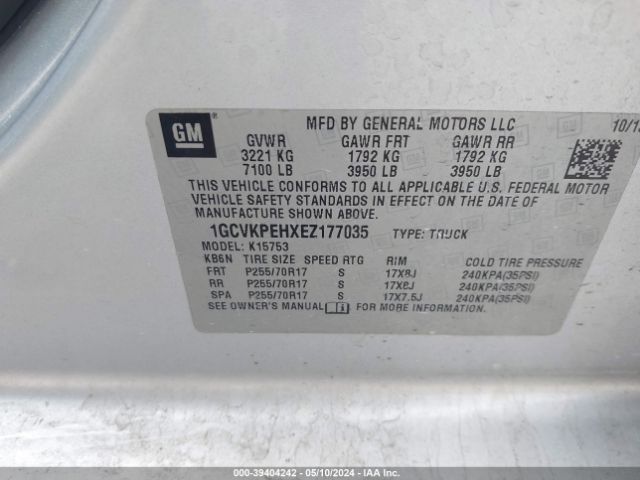 GM
MFD BY GENERAL MOTORS LLC
GVWR GAWR FRT GAWR RR
3221 KG 1792 KG 1792 KG
7100 LB 3950 LB 3950 LB
THIS VEHICLE CONFORMS TO ALL APPLICABLE U.S. FEDERAL MOTOR
VEHICLE SAFETY STANDARDS IN EFFECT ON THE DATE OF
MANUFACTURE SHOWN ABOVE.
1GCVKPEHXEZ177035 TYPE: TRUCK
MODEL: K15753
KB6N TIRE SIZE SPEED RTG RIM COLD TIRE PRESSURE
FRT P255/70R17 S 17X8J 240KPA(35PSI)
RR P255/70R17 S 17X8J 240KPA(35PSI)
SPA P255/70R17 S 17X7.5J 240KPA(35PSI)
SEE OWNER'S MANUAL FOR MORE INFORMATION.
000-39404242 - 05/10/2024 - IAA Inc.